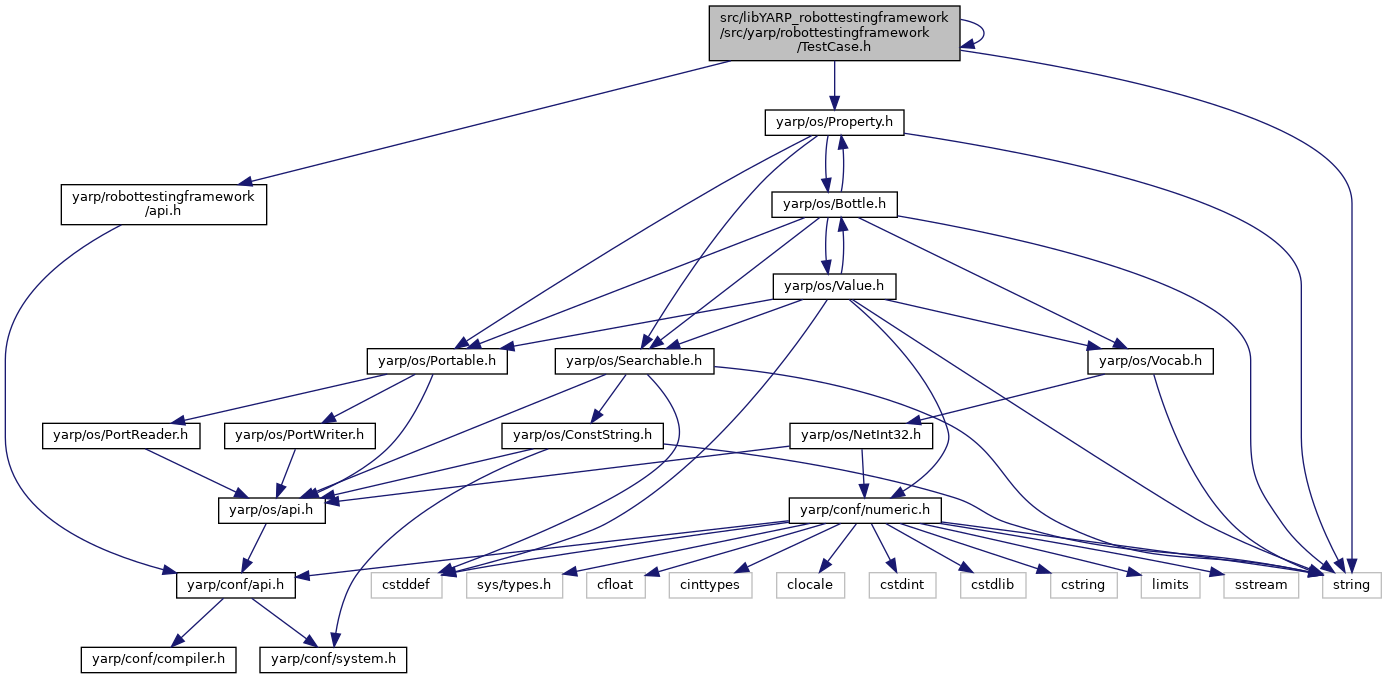 src/libYARP_robottestingframework
/src/yarp/robottestingframework
/TestCase.h
yarp/os/Property.h
yarp/robottestingframework
/api.h
yarp/os/Bottle.h
yarp/os/Value.h
yarp/os/Portable.h
yarp/os/Searchable.h
yarp/os/Vocab.h
yarp/os/PortReader.h
yarp/os/PortWriter.h
yarp/os/ConstString.h
yarp/os/NetInt32.h
yarp/os/api.h
yarp/conf/numeric.h
yarp/conf/api.h
cstddef
sys/types.h
cfloat
cinttypes
clocale
cstdint
cstdlib
cstring
limits
sstream
string
yarp/conf/compiler.h
yarp/conf/system.h